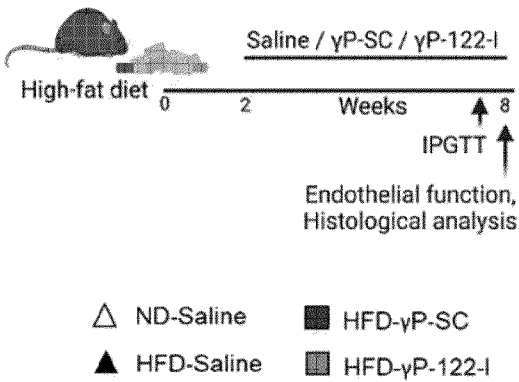 Saline / γP-SC / γP-122-I
High-fat diet
0 2 Weeks 8
IPGTT
Endothelial function,
Histological analysis
ND-Saline HFD-γP-SC
HFD-Saline HFD-γP-122-I